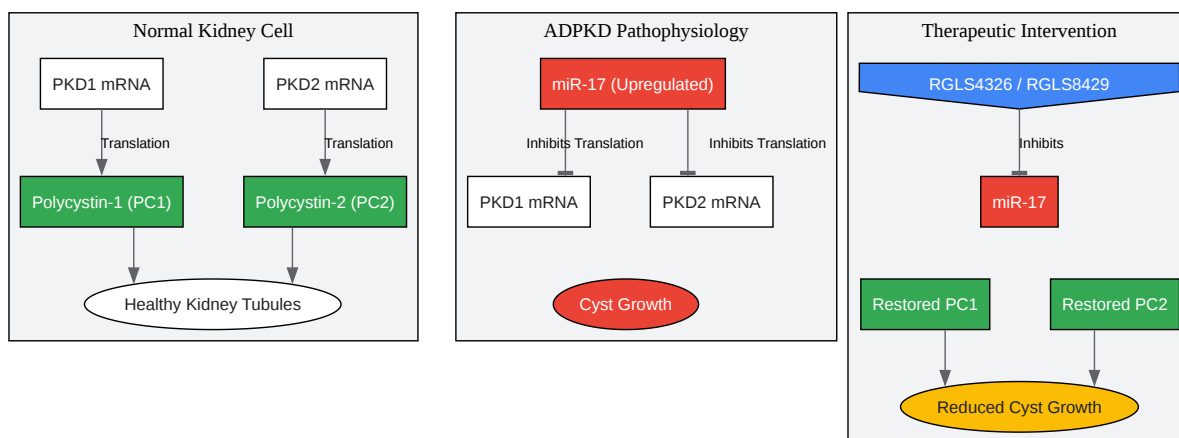 Normal Kidney Cell
PKD1 mRNA
PKD2 mRNA
Translation
Translation
Polycystin-1 (PC1)
Polycystin-2 (PC2)
Healthy Kidney Tubules
ADPKD Pathophysiology
miR-17 (Upregulated)
Inhibits Translation
Inhibits Translation
PKD1 mRNA
PKD2 mRNA
Cyst Growth
Therapeutic Intervention
RGLS4326 / RGLS8429
Inhibits
miR-17
Restored PC1
Restored PC2
Reduced Cyst Growth